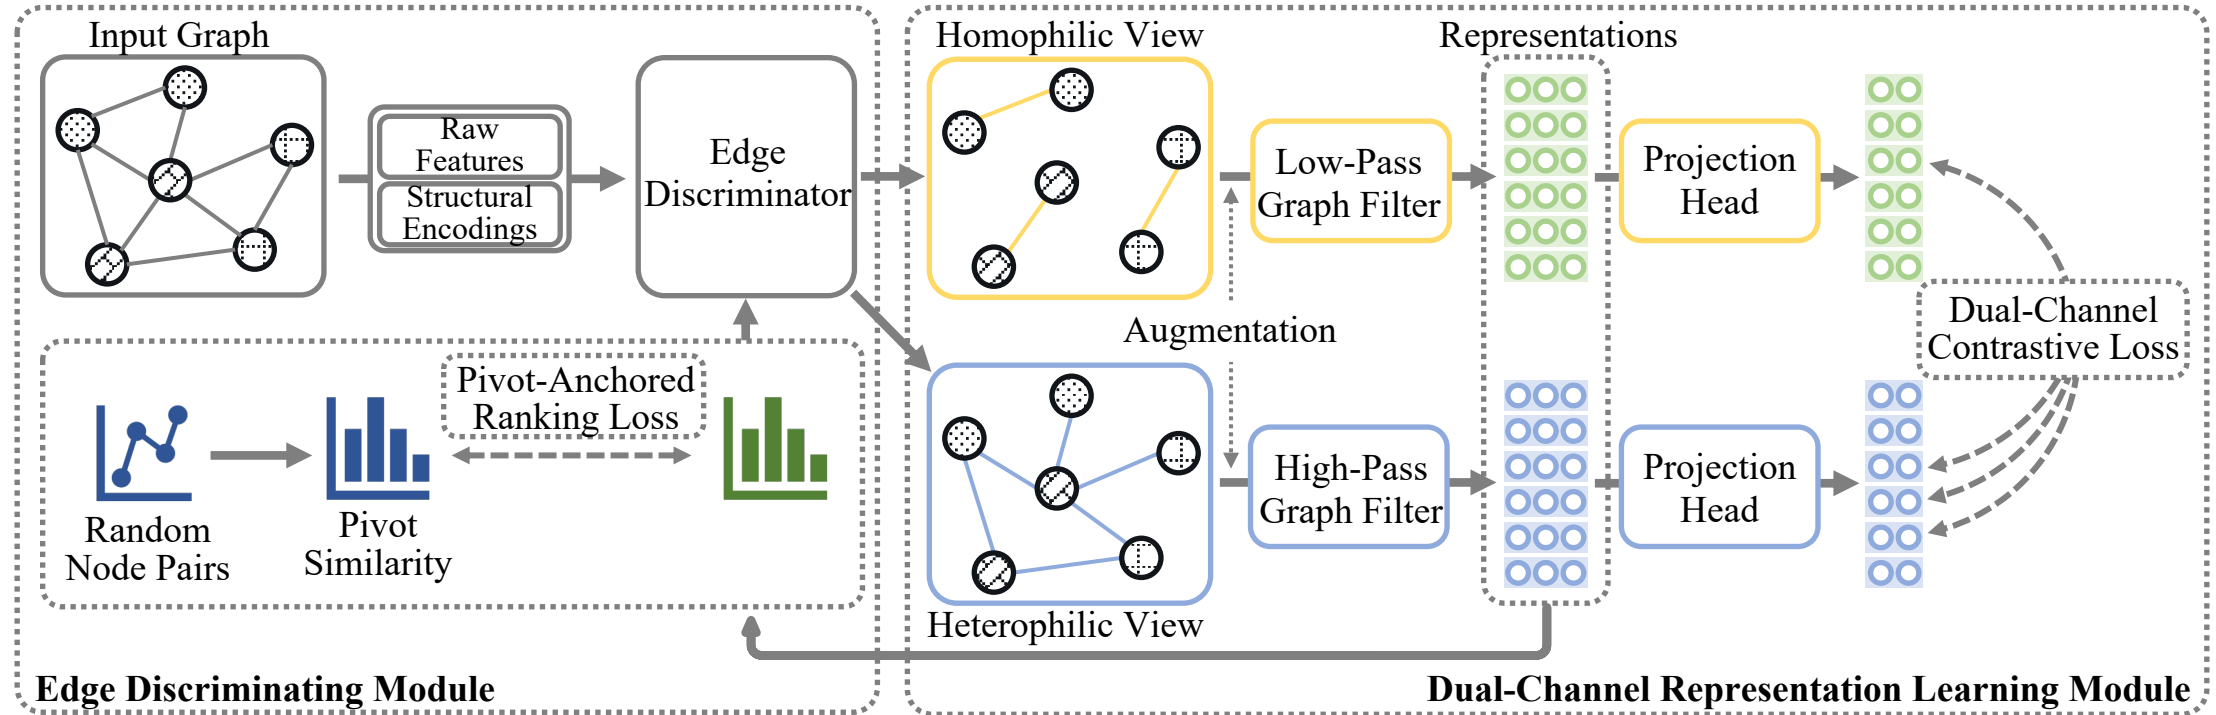 Input Graph
Raw
Features
Structural
Encodings
Edge
Discriminator
Pivot-Anchored
Ranking Loss
Random
Node Pairs
Pivot
Similarity
Edge Discriminating Module
Homophilic View
Representations
Low-Pass
Graph Filter
Projection
Head
Augmentation
Dual-Channel
Contrastive Loss
High-Pass
Graph Filter
Projection
Head
Heterophilic View
Dual-Channel Representation Learning Module